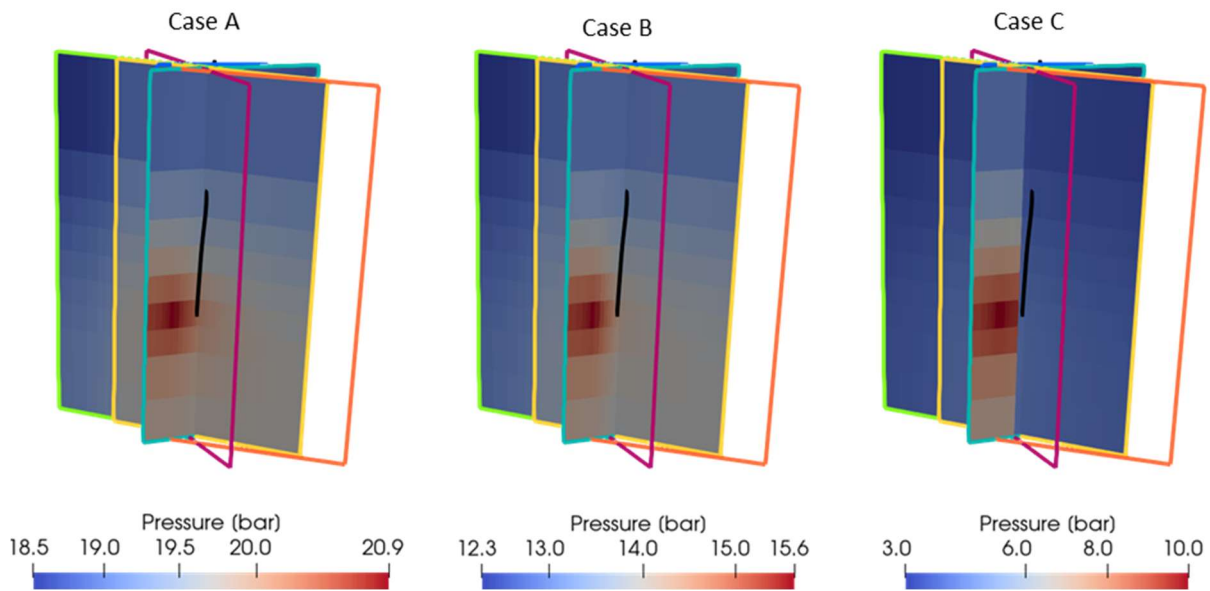 Case A
Case B
Case C
Pressure (bar)
18.5 19.0 19.5 20.0 20.9
Pressure (bar)
12.3 13.0 14.0 15.0 15.6
Pressure (bar)
3.0 6.0 8.0 10.0